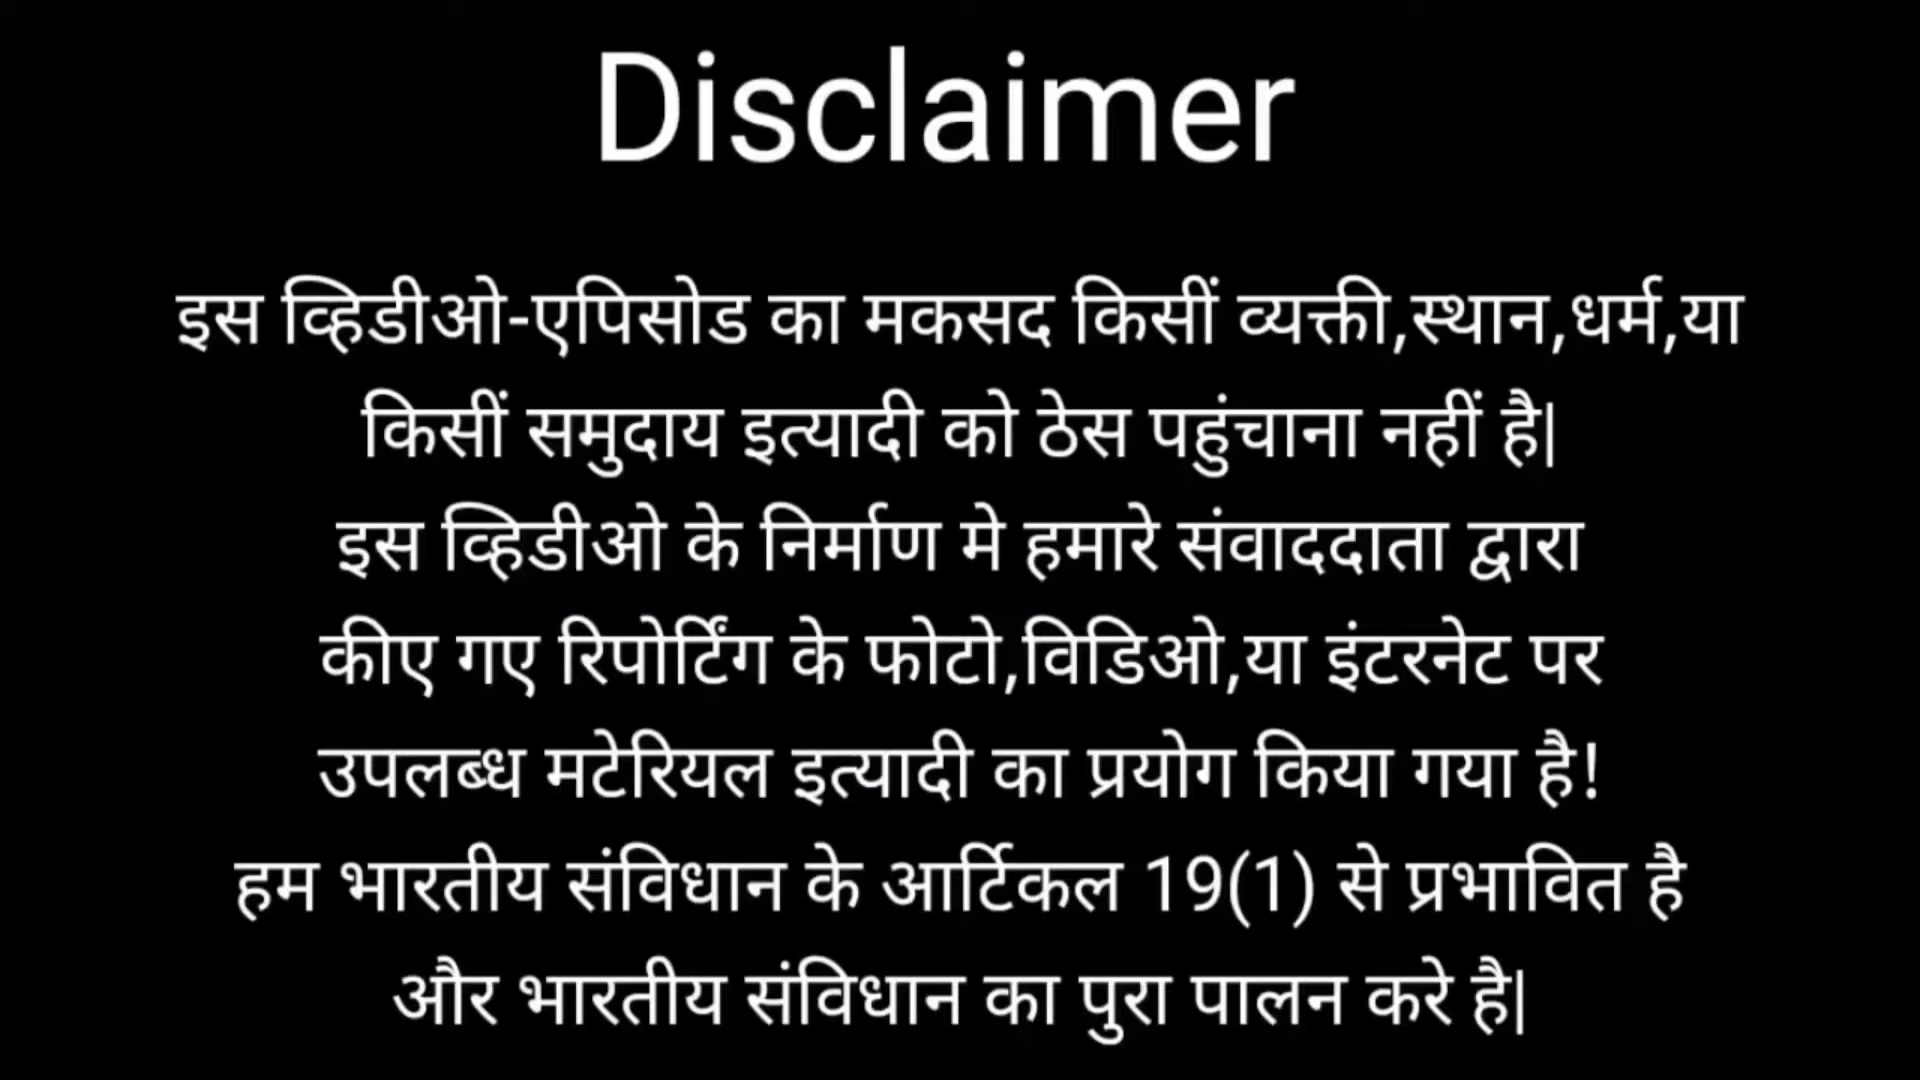 Disclaimer
इस व्हिडीओ-एपिसोड का मकसद किसीं व्यक्ती,स्थान,धर्म,या
किसीं समुदाय इत्यादी को ठेस पहुंचाना नहीं है|
इस व्हिडीओ के निर्माण मे हमारे संवाददाता द्वारा
कीए गए रिपोर्टिंग के फोटो,विडिओ,या इंटरनेट पर
उपलब्ध मटेरियल इत्यादी का प्रयोग किया गया है!
हम भारतीय संविधान के आर्टिकल 19(1) से प्रभावित है
और भारतीय संविधान का पुरा पालन करे है|